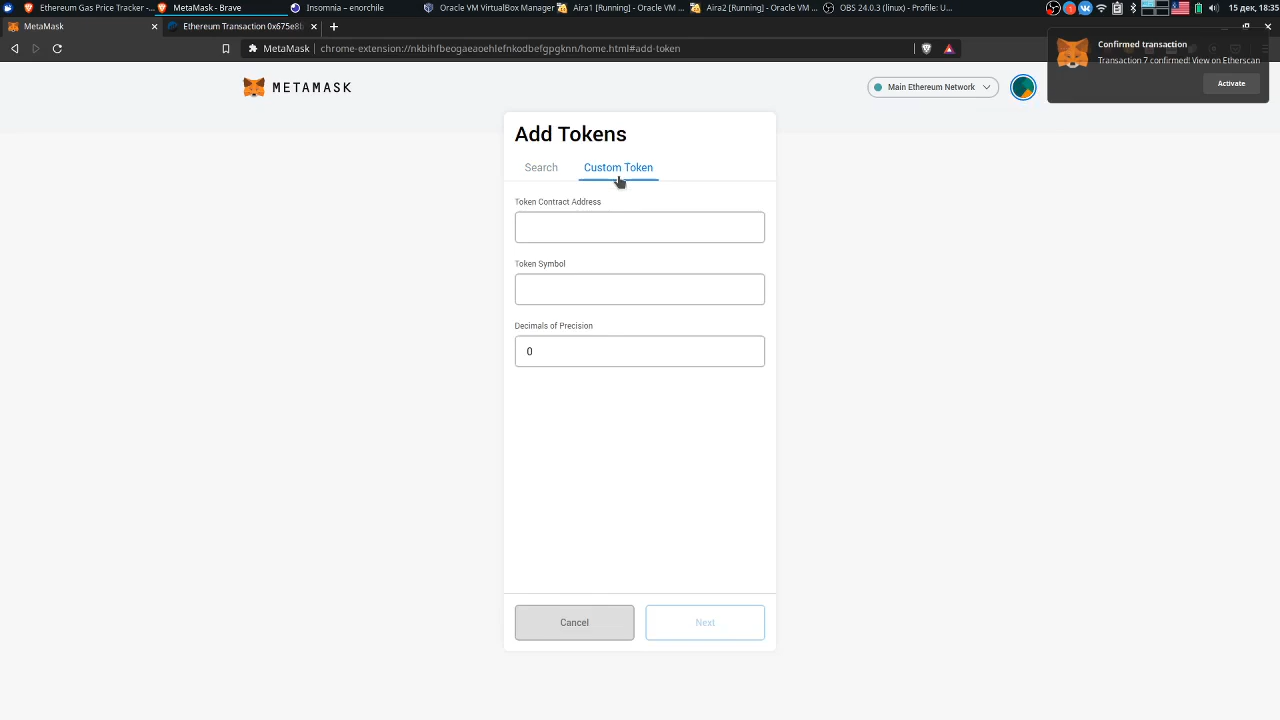 Ethereum Gas Price Tracker -...
MetaMask - Brave
Insomnia – enorchile
Oracle VM VirtualBox Manager
Aira1 [Running] - Oracle VM ...
Aira2 [Running] - Oracle VM ...
OBS 26.0.3 (linux) - Profile: U...
15 дек, 18:35
MetaMask
Ethereum Transaction 0x675e8b
MetaMask
chrome-extension://nkbihfbeogaeaoehlefnkodbefgpgknn/home.html#add-token
Confirmed transaction
Transaction 7 confirmed! View on Etherscan
Activate
METAMASK
Main Ethereum Network
Add Tokens
Search
Custom Token
Token Contract Address
Token Symbol
Decimals of Precision
0
Cancel
Next